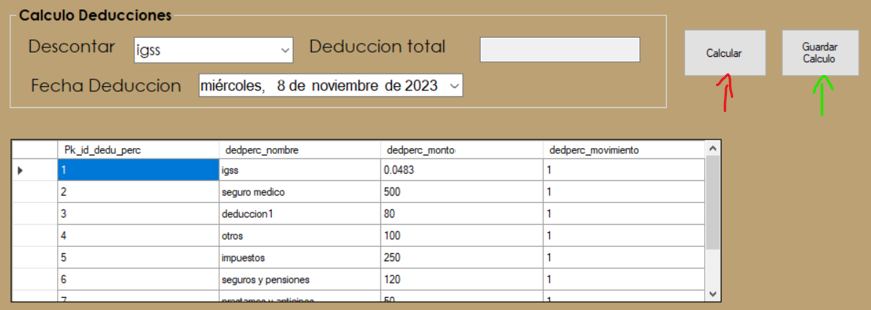 Calculo Deducciones
Descontar igss Deduccion total
Calcular
Guardar
Calculo
Fecha Deduccion miércoles, 8 de noviembre de 2023
Pk_id_dedu_perc dedperc_nombre dedperc_monto dedperc_movimiento
1 igss 0.0483 1
2 seguro medico 500 1
3 deduccion1 80 1
4 otros 100 1
5 impuestos 250 1
6 seguros y pensiones 120 1
7 prestamos y anticipos 50 1